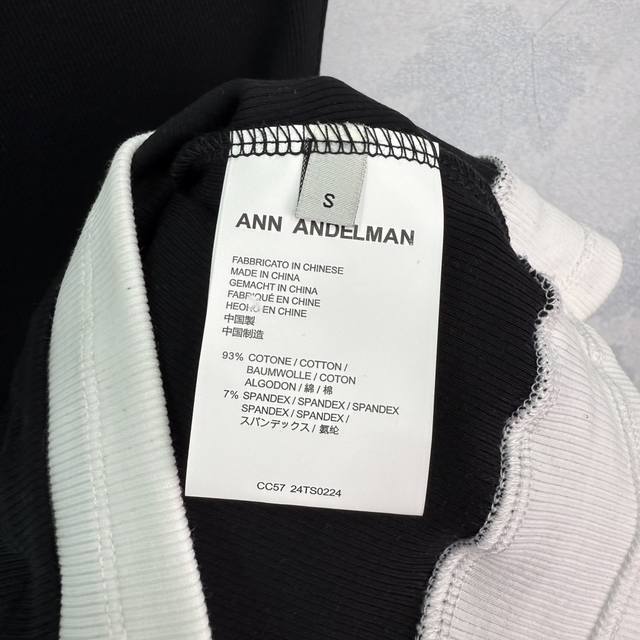 S
ANN ANDELMAN
FABBRICATO IN CHINESE
MADE IN CHINA
GEMACHT IN CHINA
FABRIQUÉ EN CHINE
EN CHINE
中国製
中国制造
93% COTONE / COTTON /
BAUMWOLLE / COTON
ALGODON / 綿 / 棉
7% SPANDEX / SPANDEX / SPANDEX
SPANDEX / SPANDEX /
スパンデックス / 氨纶
CC57 24TS0224